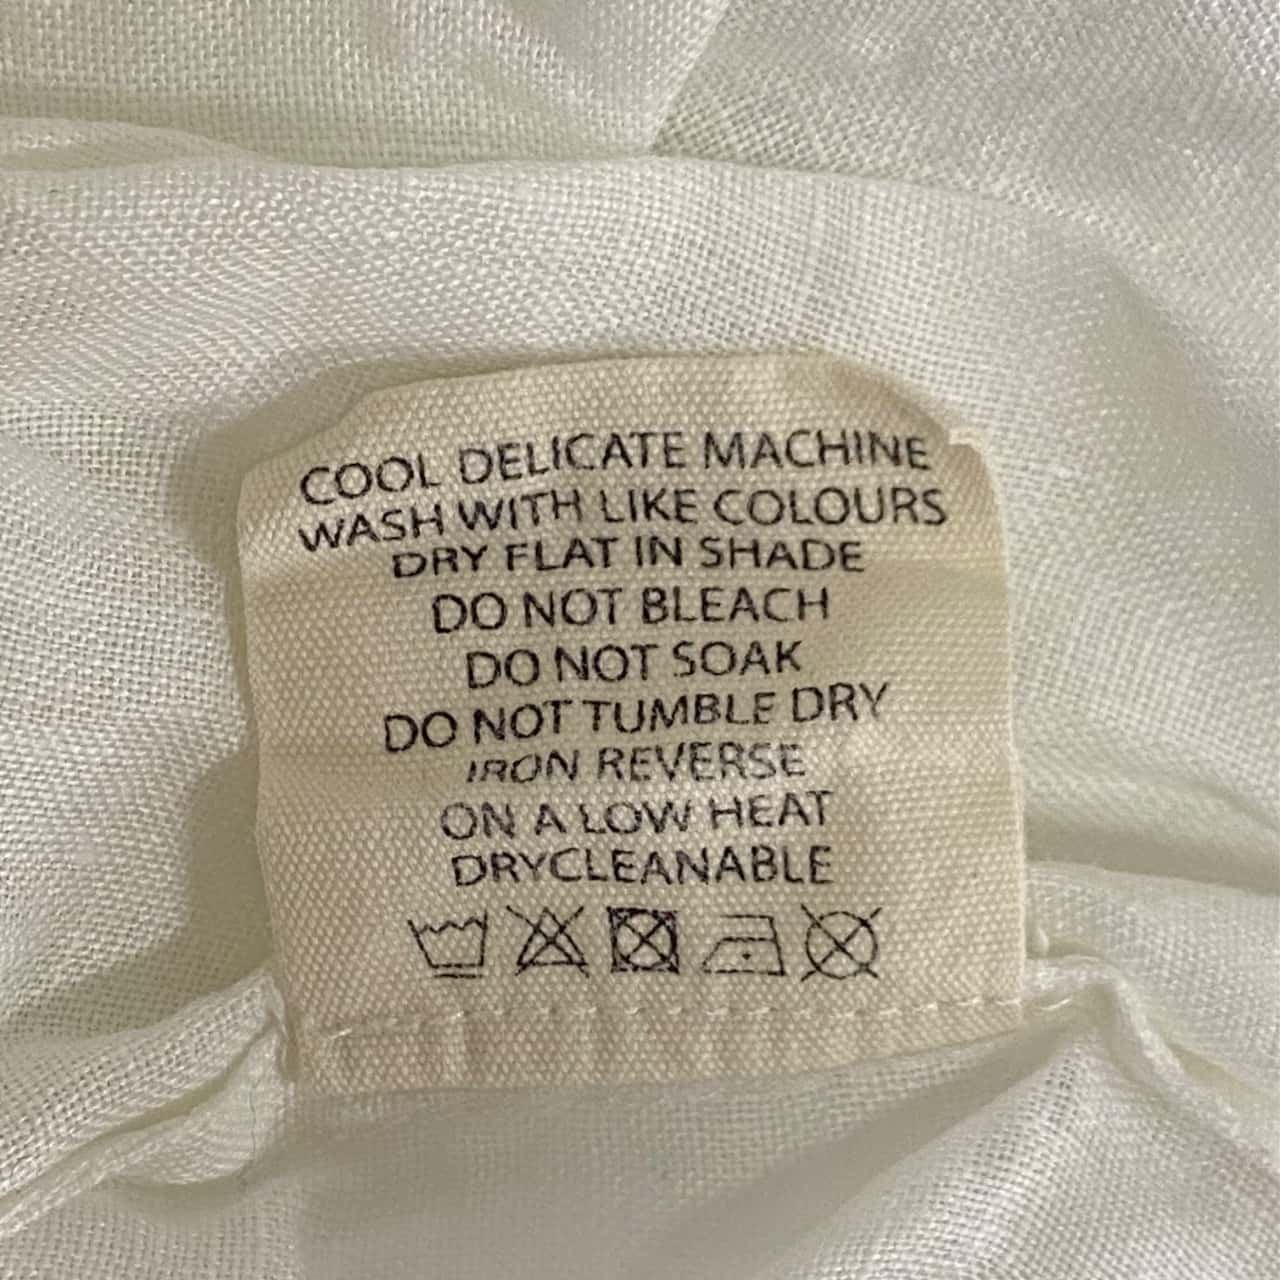 COOL DELICATE MACHINE
WASH WITH LIKE COLOURS
DRY FLAT IN SHADE
DO NOT BLEACH
DO NOT SOAK
DO NOT TUMBLE DRY
IRON REVERSE
ON A LOW HEAT
DRYCLEANABLE